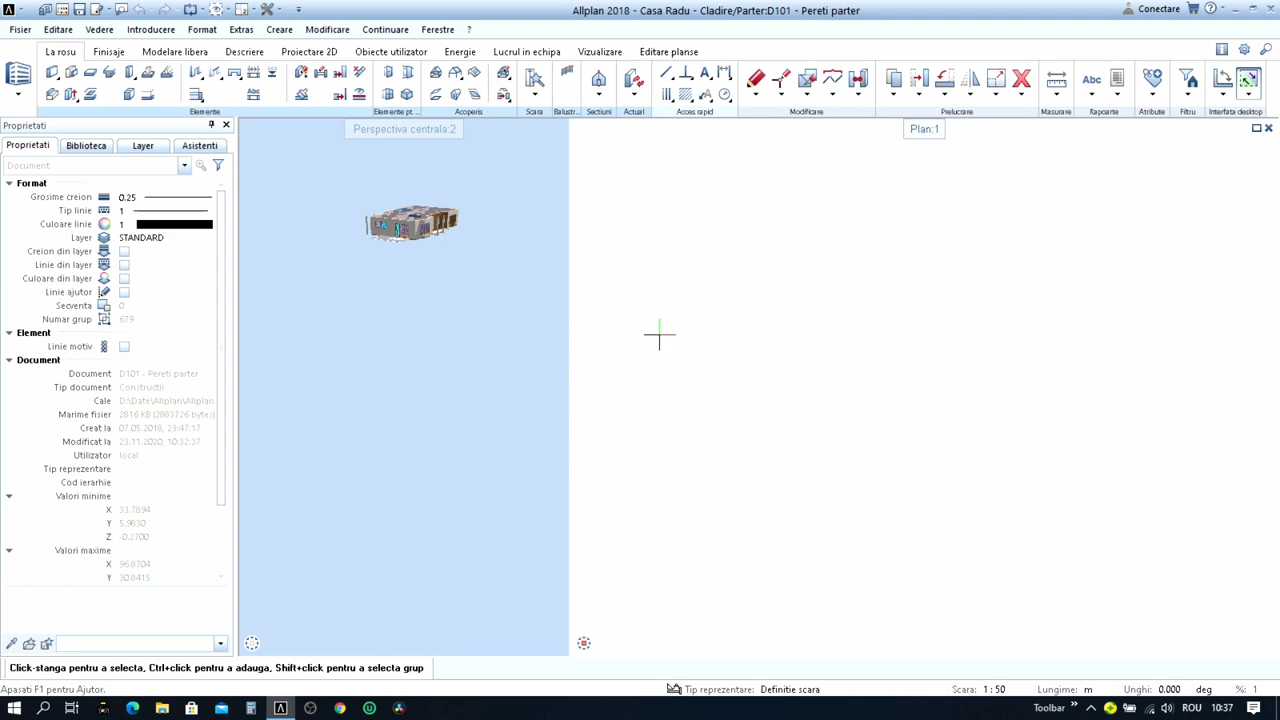 Allplan 2018 - Casa Radu - Cladire/Parter:D101 - Pereti parter
Conectare
Fisier Editare Vedere Introducere Format Extras Creare Modificare Continuare Ferestre
La rosu Finisaje Modelare libera Descriere Proiectare 2D Obiecte utilizator Energie Lucrul in echipa Vizualizare Editare planse
Abc
Elemente Elemente pt. ... Acoperis Scara Balustr... Sectiuni Actual Acces rapid Modificare Prelucrare Masurare Rapoarte Atribute Filtru Interfata desktop
Proprietati
Proprietati Biblioteca Layer Asistenti
Document
Format
Grosime creion 0.25
Tip linie 1
Culoare linie 1
Layer STANDARD
Creion din layer
Linie din layer
Culoare din layer
Linie ajutor
Secventa 0
Numar grup 679
Element
Linie motiv
Document
Document D101 - Pereti parter
Tip document Constructii
Cale D:\Date\Allplan\Allplan
Marime fisier 2816 KB (2883726 bytes)
Creat la 07.05.2018, 23:47:17
Modificat la 23.11.2020, 10:32:37
Utilizator local
Tip reprezentare
Cod ierarhie
Valori minime
X 33.7894
Y 5.9830
Z -0.2700
Valori maxime
X 96.8704
Y 30.8415
Perspectiva centrala:2
Plan:1
Click-stanga pentru a selecta, Ctrl+click pentru a adauga, Shift+click pentru a selecta grup
Apasati F1 pentru Ajutor.
Tip reprezentare: Definitie scara
Scara: 1 : 50
Lungime: m
Unghi: 0.000 deg
%: 1
Toolbar
ROU
10:37